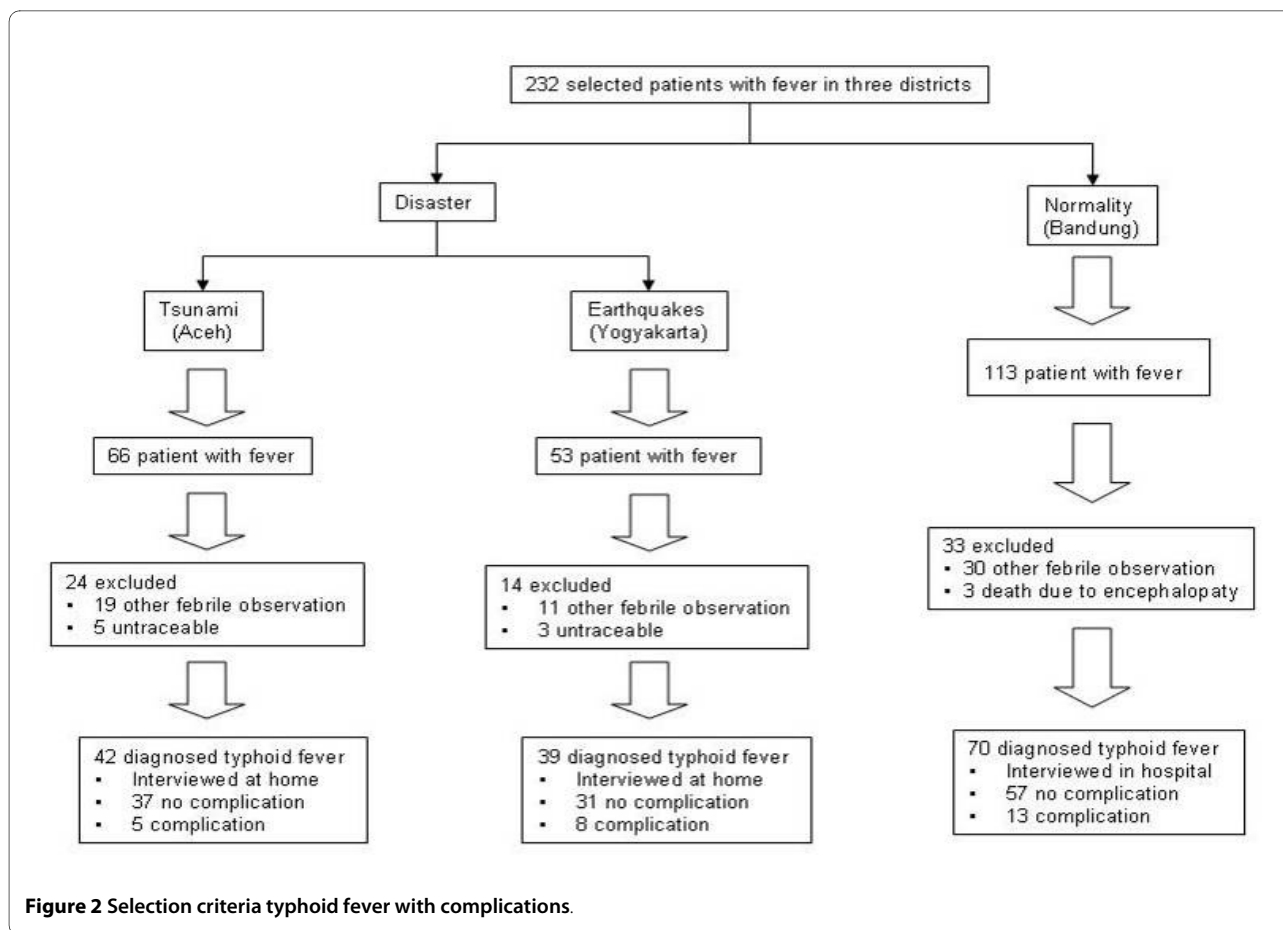 232 selected patients with fever in three districts
Disaster
Normality
(Bandung)
Tsunami
(Aceh)
Earthquakes
(Yogyakarta)
113 patient with fever
66 patient with fever
53 patient with fever
24 excluded
▪ 19 other febrile observation
▪ 5 untraceable
14 excluded
▪ 11 other febrile observation
▪ 3 untraceable
33 excluded
▪ 30 other febrile observation
▪ 3 death due to encephalopaty
42 diagnosed typhoid fever
▪ Interviewed at home
▪ 37 no complication
▪ 5 complication
39 diagnosed typhoid fever
▪ Interviewed at home
▪ 31 no complication
▪ 8 complication
70 diagnosed typhoid fever
▪ Interviewed in hospital
▪ 57 no complication
▪ 13 complication
Figure 2 Selection criteria typhoid fever with complications.